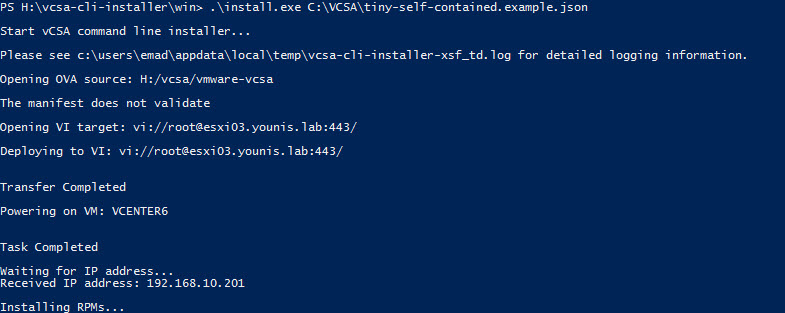 PS H:\vcsa-cli-installer\win> .\install.exe C:\VCSA\tiny-self-contained.example.json
Start vCSA command line installer...
Please see c:\users\emad\appdata\local\temp\vcsa-cli-installer-xsf_td.log for detailed logging information.
Opening OVA source: H:/vcsa/vmware-vcsa
The manifest does not validate
Opening VI target: vi://root@esxi03.younis.lab:443/
Deploying to VI: vi://root@esxi03.younis.lab:443/
Transfer Completed
Powering on VM: VCENTER6
Task Completed
Waiting for IP address...
Received IP address: 192.168.10.201
Installing RPMs...